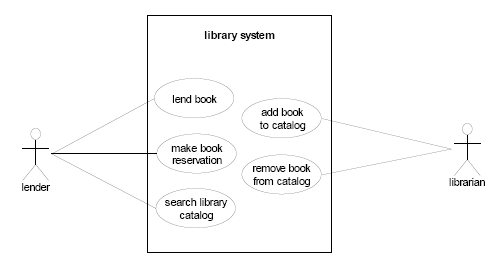 library system
lend book
add book
to catalog
make book
reservation
remove book
from catalog
search library
catalog
lender
librarian